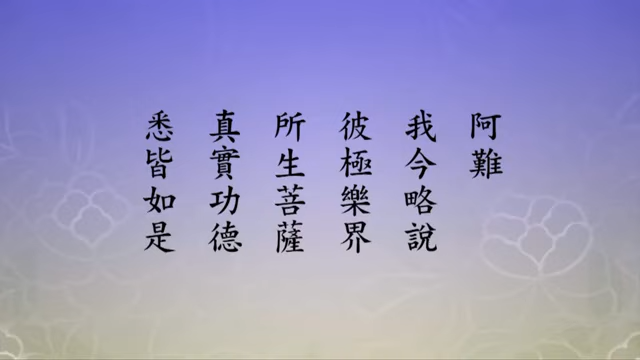 阿難
我今略說
彼極樂界
所生菩薩
真實功德
悉皆如是